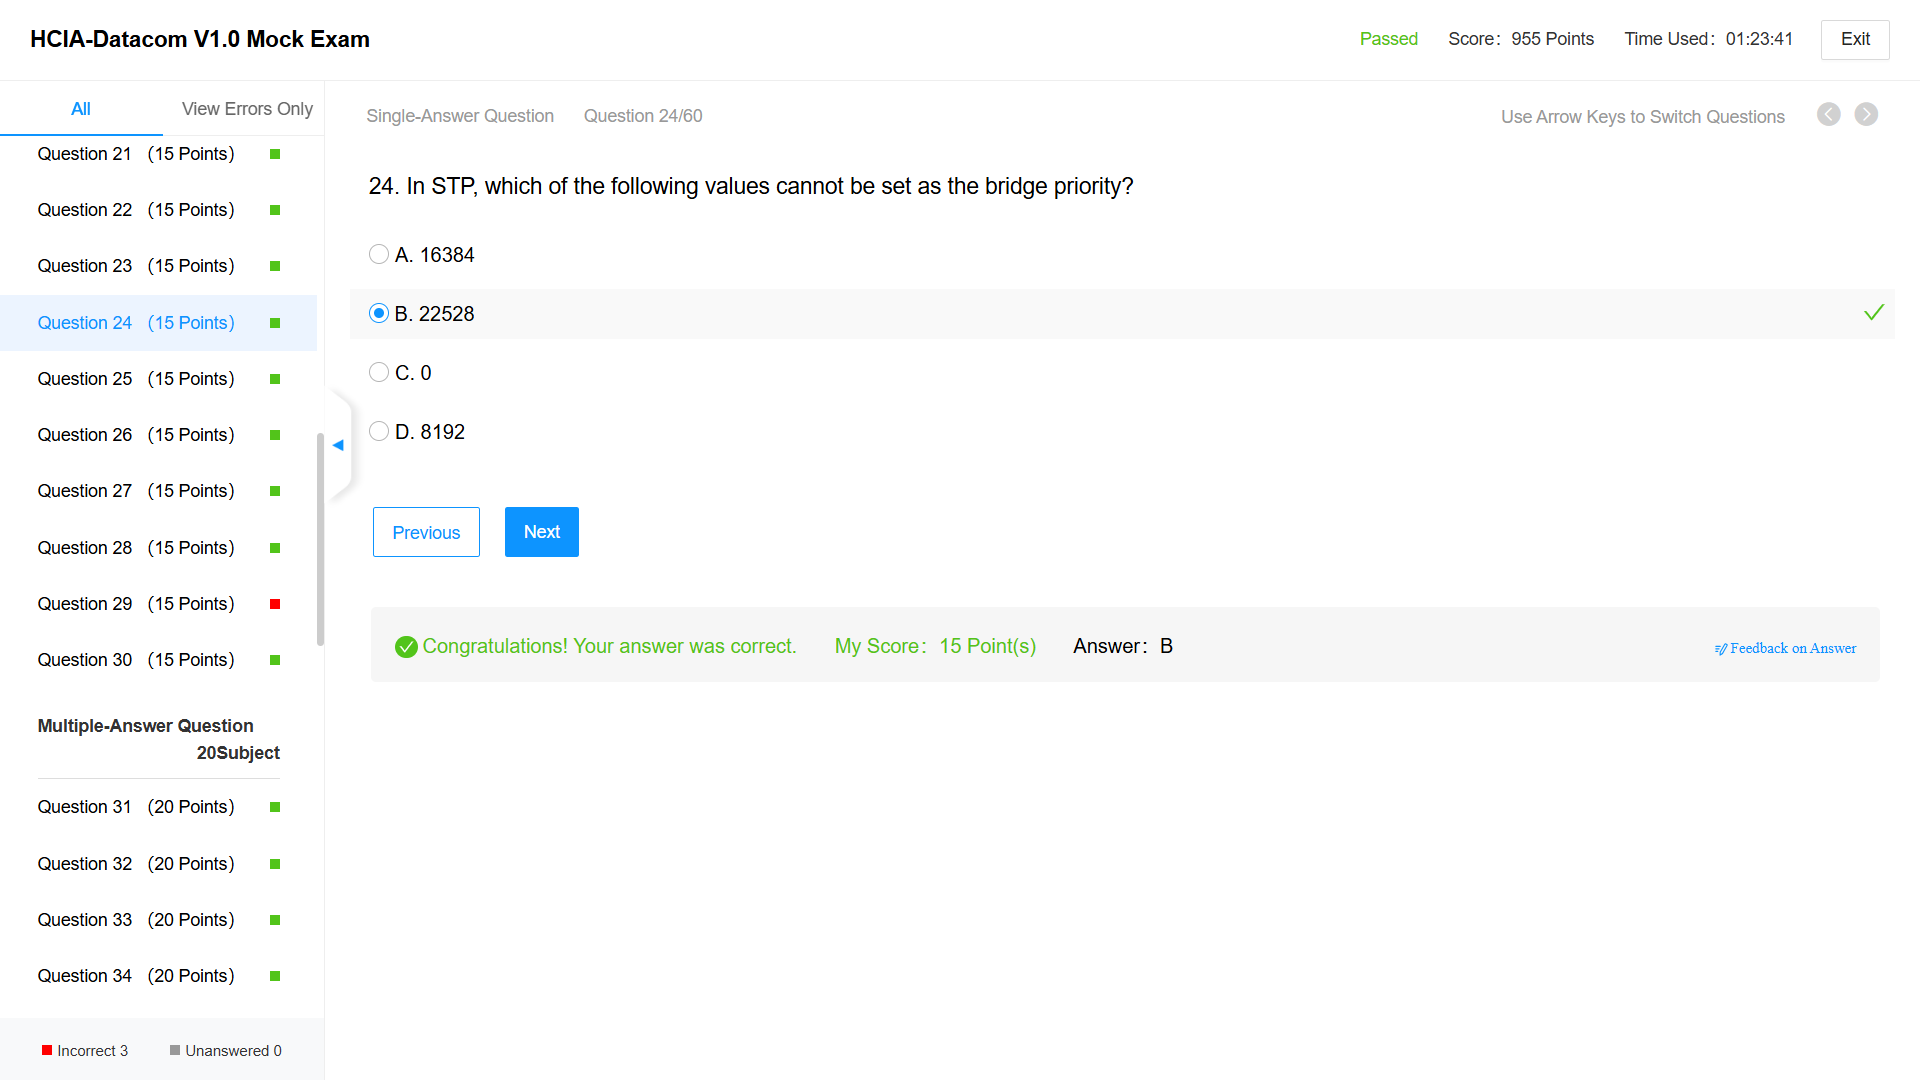 HCIA-Datacom V1.0 Mock Exam
Passed
Score：955 Points
Time Used：01:23:41
Exit
All
View Errors Only
Question 21 （15 Points）
Question 22 （15 Points）
Question 23 （15 Points）
Question 24 （15 Points）
Question 25 （15 Points）
Question 26 （15 Points）
Question 27 （15 Points）
Question 28 （15 Points）
Question 29 （15 Points）
Question 30 （15 Points）
Multiple-Answer Question
20Subject
Question 31 （20 Points）
Question 32 （20 Points）
Question 33 （20 Points）
Question 34 （20 Points）
Incorrect 3
Unanswered 0
Single-Answer Question
Question 24/60
Use Arrow Keys to Switch Questions
24. In STP, which of the following values cannot be set as the bridge priority?
A. 16384
B. 22528
C. 0
D. 8192
Previous
Next
Congratulations! Your answer was correct.
My Score：15 Point(s)
Answer：B
Feedback on Answer